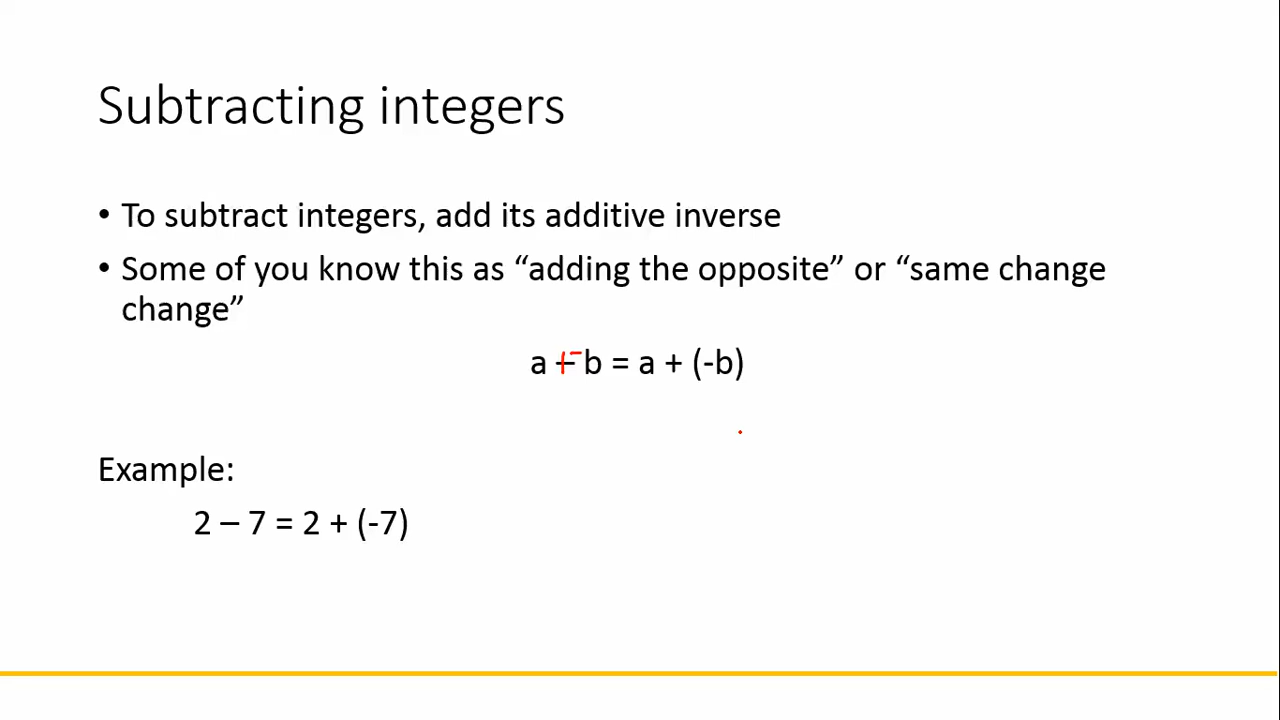 Subtracting integers
• To subtract integers, add its additive inverse
• Some of you know this as “adding the opposite” or “same change
change”
a – b = a + (-b)
Example:
2 – 7 = 2 + (-7)